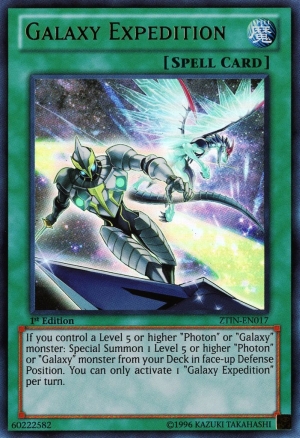 GALAXY EXPEDITION
魔
[SPELL CARD]
1st Edition
ZTIN-EN017
If you control a Level 5 or higher "Photon" or "Galaxy"
monster: Special Summon 1 Level 5 or higher "Photon"
or "Galaxy" monster from your Deck in face-up Defense
Position. You can only activate 1 "Galaxy Expedition"
per turn.
60222582
©1996 KAZUKI TAKAHASHI